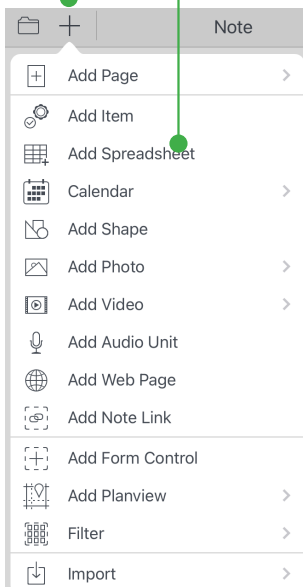 Note
Add Page
Add Item
Add Spreadsheet
Calendar
Add Shape
Add Photo
Add Video
Add Audio Unit
Add Web Page
Add Note Link
Add Form Control
Add Planview
Filter
Import